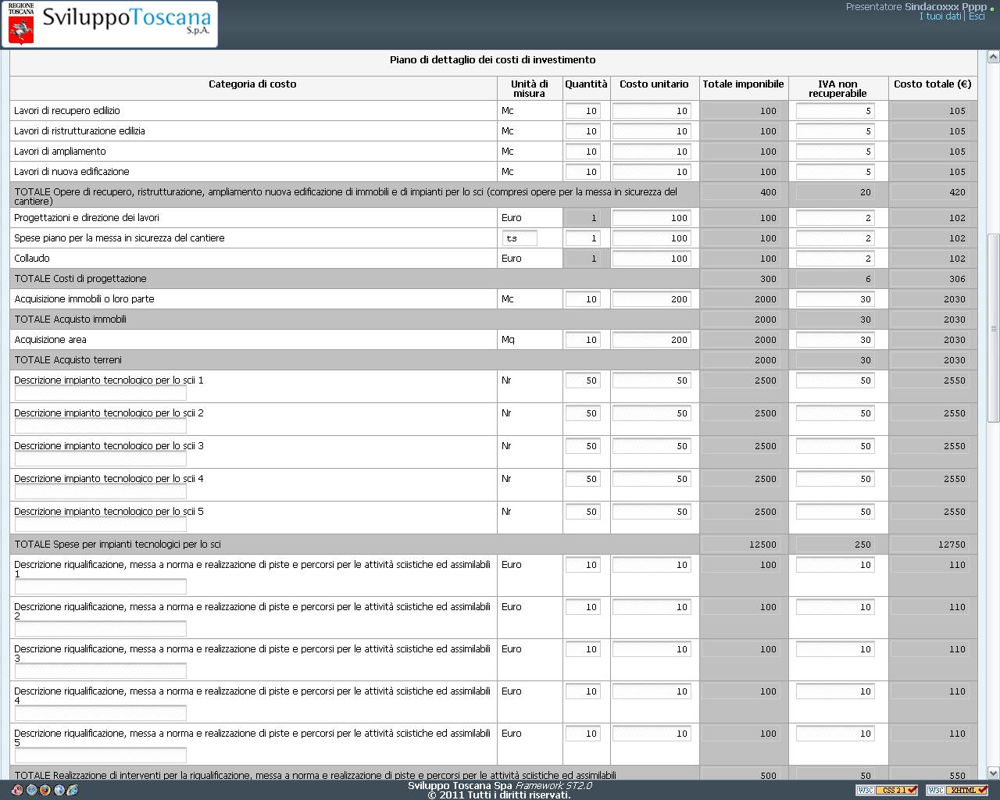 REGIONE
TOSCANA
SviluppoToscana
S.p.A.
Presentatore Sindacoxxx Pppp
I tuoi dati | Esci
Piano di dettaglio dei costi di investimento
Categoria di costo Unità di misura Quantità Costo unitario Totale imponibile IVA non recuperabile Costo totale (€)
Lavori di recupero edilizio Mc 10 10 100 5 105
Lavori di ristrutturazione edilizia Mc 10 10 100 5 105
Lavori di ampliamento Mc 10 10 100 5 105
Lavori di nuova edificazione Mc 10 10 100 5 105
TOTALE Opere di recupero, ristrutturazione, ampliamento nuova edificazione di immobili e di impianti per lo sci (compresi opere per la messa in sicurezza del
cantiere) 400 20 420
Progettazioni e direzione dei lavori Euro 1 100 100 2 102
Spese piano per la messa in sicurezza del cantiere ts 1 100 100 2 102
Collaudo Euro 1 100 100 2 102
TOTALE Costi di progettazione 300 6 306
Acquisizione immobili o loro parte Mc 10 200 2000 30 2030
TOTALE Acquisto immobili 2000 30 2030
Acquisizione area Mq 10 200 2000 30 2030
TOTALE Acquisto terreni 2000 30 2030
Descrizione impianto tecnologico per lo scii 1 Nr 50 50 2500 50 2550
Descrizione impianto tecnologico per lo scii 2 Nr 50 50 2500 50 2550
Descrizione impianto tecnologico per lo scii 3 Nr 50 50 2500 50 2550
Descrizione impianto tecnologico per lo scii 4 Nr 50 50 2500 50 2550
Descrizione impianto tecnologico per lo scii 5 Nr 50 50 2500 50 2550
TOTALE Spese per impianti tecnologici per lo sci 12500 250 12750
Descrizione riqualificazione, messa a norma e realizzazione di piste e percorsi per le attività sciistiche ed assimilabili Euro 10 10 100 10 110
1
Descrizione riqualificazione, messa a norma e realizzazione di piste e percorsi per le attività sciistiche ed assimilabili Euro 10 10 100 10 110
2
Descrizione riqualificazione, messa a norma e realizzazione di piste e percorsi per le attività sciistiche ed assimilabili Euro 10 10 100 10 110
3
Descrizione riqualificazione, messa a norma e realizzazione di piste e percorsi per le attività sciistiche ed assimilabili Euro 10 10 100 10 110
4
Descrizione riqualificazione, messa a norma e realizzazione di piste e percorsi per le attività sciistiche ed assimilabili Euro 10 10 100 10 110
5
TOTALE Realizzazione di interventi per la riqualificazione, messa a norma e realizzazione di piste e percorsi per le attività sciistiche ed assimilabili 500 50 550
Sviluppo Toscana Spa Framework ST2.0
© 2011 Tutti i diritti riservati.
W3C CSS 2.1
W3C XHTML